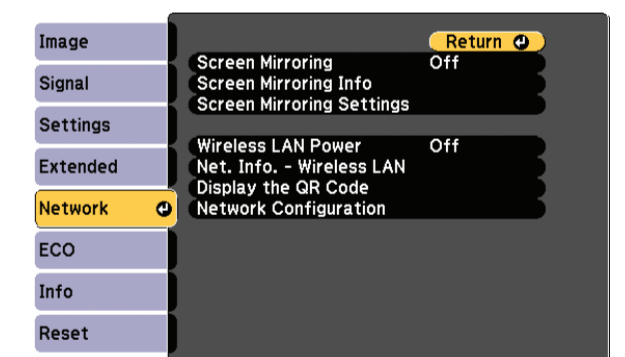 Image
Signal
Settings
Extended
Network
ECO
Info
Reset
Return
Screen Mirroring Off
Screen Mirroring Info
Screen Mirroring Settings
Wireless LAN Power Off
Net. Info. - Wireless LAN
Display the QR Code
Network Configuration